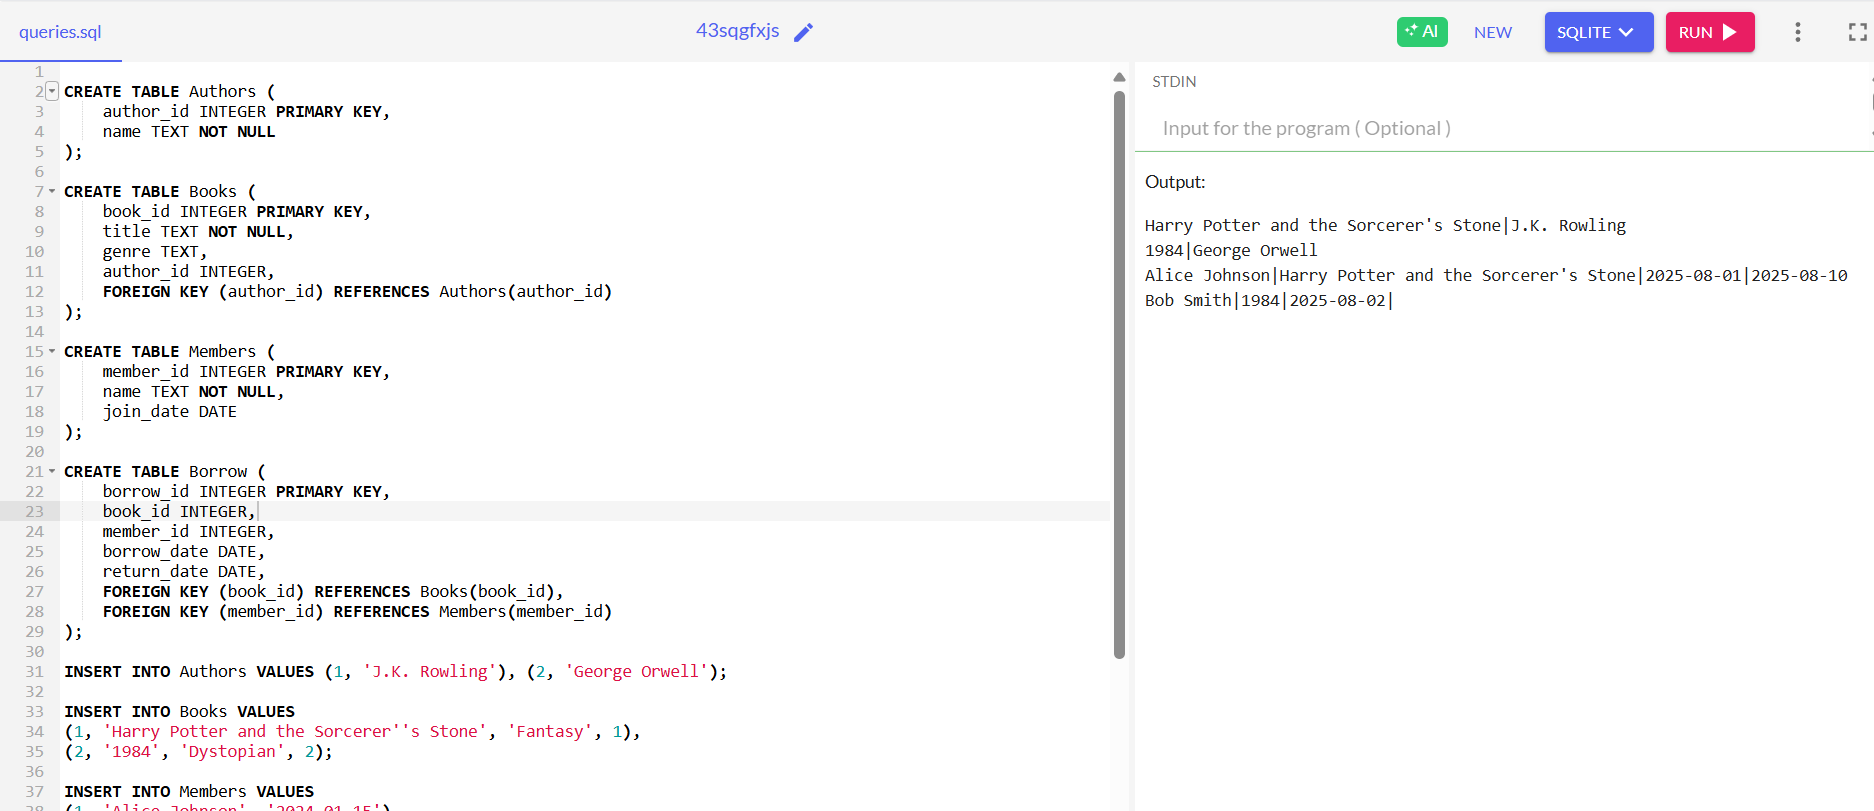 queries.sql
43sqgfxjs
AI
NEW
SQLITE
RUN
1
2 CREATE TABLE Authors (
3     author_id INTEGER PRIMARY KEY,
4     name TEXT NOT NULL
5 );
6
7 CREATE TABLE Books (
8     book_id INTEGER PRIMARY KEY,
9     title TEXT NOT NULL,
10     genre TEXT,
11     author_id INTEGER,
12     FOREIGN KEY (author_id) REFERENCES Authors(author_id)
13 );
14
15 CREATE TABLE Members (
16     member_id INTEGER PRIMARY KEY,
17     name TEXT NOT NULL,
18     join_date DATE
19 );
20
21 CREATE TABLE Borrow (
22     borrow_id INTEGER PRIMARY KEY,
23     book_id INTEGER,
24     member_id INTEGER,
25     borrow_date DATE,
26     return_date DATE,
27     FOREIGN KEY (book_id) REFERENCES Books(book_id),
28     FOREIGN KEY (member_id) REFERENCES Members(member_id)
29 );
30
31 INSERT INTO Authors VALUES (1, 'J.K. Rowling'), (2, 'George Orwell');
32
33 INSERT INTO Books VALUES
34 (1, 'Harry Potter and the Sorcerer''s Stone', 'Fantasy', 1),
35 (2, '1984', 'Dystopian', 2);
36
37 INSERT INTO Members VALUES
38 (1, 'Alice Johnson', '2024-01-15')
STDIN
Input for the program ( Optional )
Output:
Harry Potter and the Sorcerer's Stone|J.K. Rowling
1984|George Orwell
Alice Johnson|Harry Potter and the Sorcerer's Stone|2025-08-01|2025-08-10
Bob Smith|1984|2025-08-02|